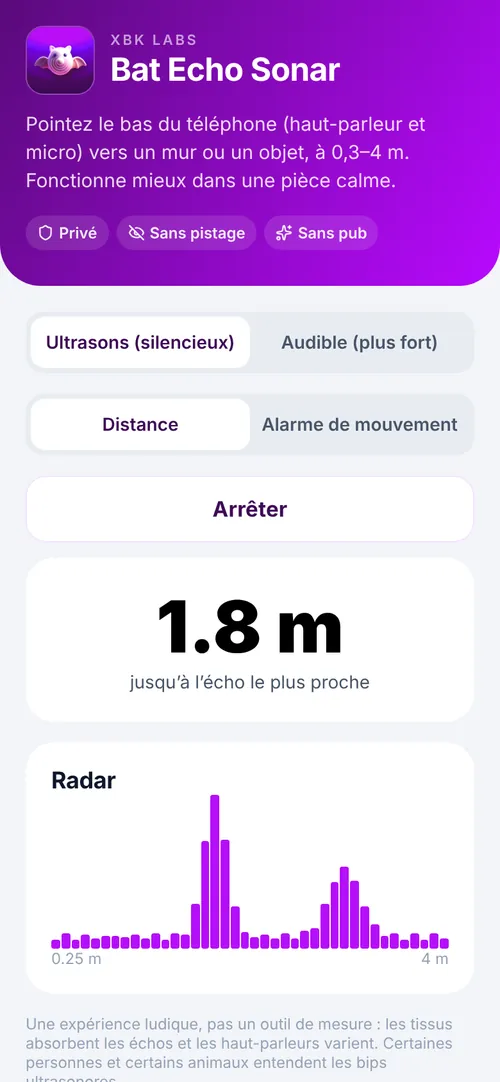 XBK LABS
Bat Echo Sonar
Pointez le bas du téléphone (haut-parleur et
micro) vers un mur ou un objet, à 0,3–4 m.
Fonctionne mieux dans une pièce calme.
Privé
Sans pistage
Sans pub
Ultrasons (silencieux)
Audible (plus fort)
Distance
Alarme de mouvement
Arrêter
1.8 m
jusqu’à l’écho le plus proche
Radar
0.25 m
4 m
Une expérience ludique, pas un outil de mesure : les tissus
absorbent les échos et les haut-parleurs varient. Certaines
personnes et certains animaux entendent les bips
ultrasonores.